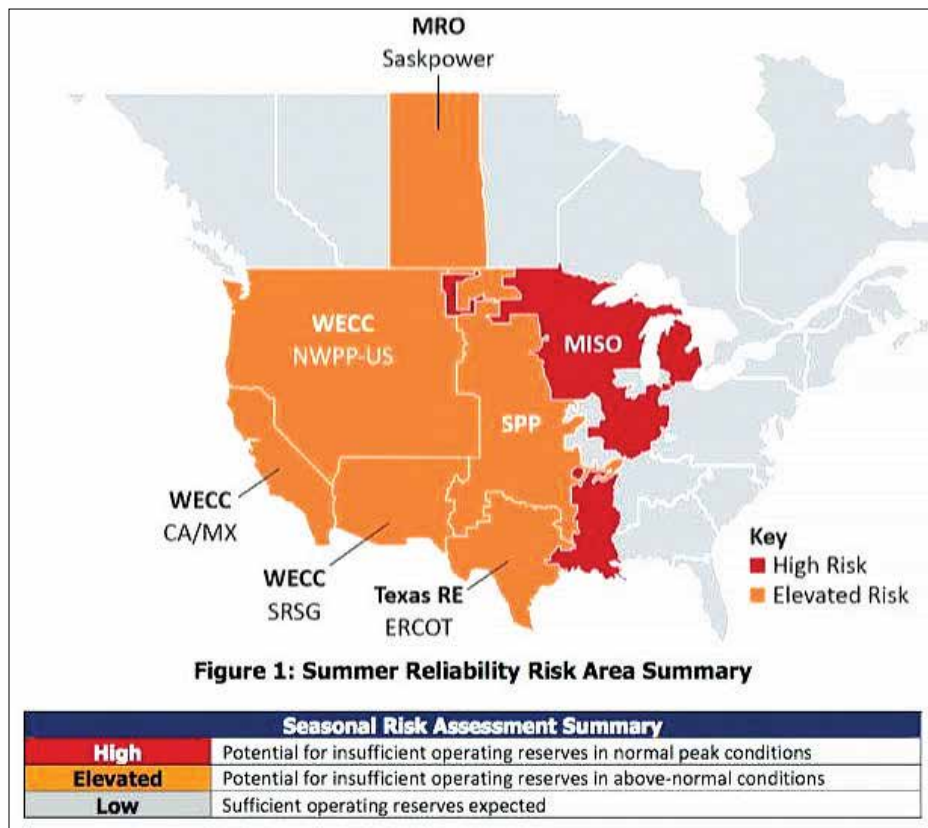 MRO
Saskpower
WECC
NWPP-US
MISO
SPP
WECC
CA/MX
WECC
SRSG
Texas RE
ERCOT
Key
High Risk
Elevated Risk
Figure 1: Summer Reliability Risk Area Summary
Seasonal Risk Assessment Summary
High Potential for insufficient operating reserves in normal peak conditions
Elevated Potential for insufficient operating reserves in above-normal conditions
Low Sufficient operating reserves expected